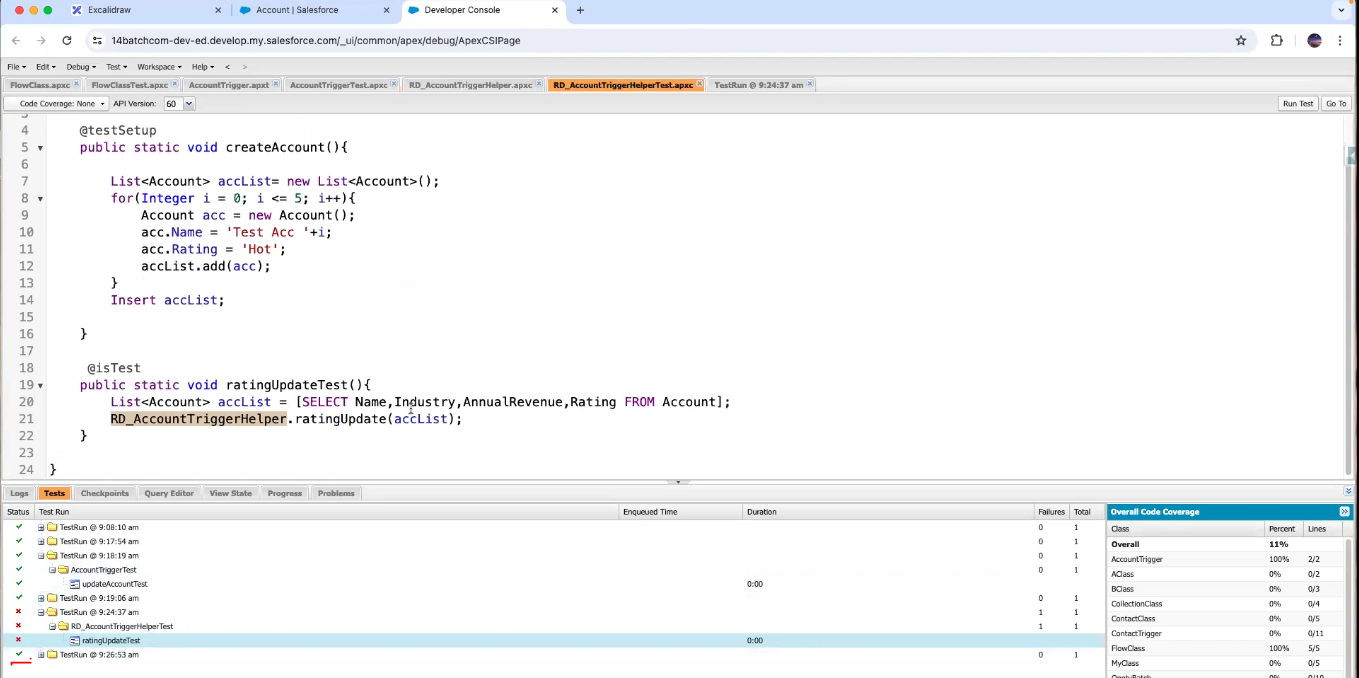 Excalidraw
Account | Salesforce
Developer Console
14batchcom-dev-ed.develop.my.salesforce.com/_ui/common/apex/debug/ApexCSIPage
File Edit Debug Test Workspace Help < >
FlowClass.apxc FlowClassTest.apxc AccountTrigger.apxt AccountTriggerTest.apxc RD_AccountTriggerHelper.apxc RD_AccountTriggerHelperTest.apxc TestRun @ 9:24:37 am
Code Coverage: None API Version: 60 Run Test Go To
4 @testSetup
5 public static void createAccount(){
6
7 List<Account> accList= new List<Account>();
8 for(Integer i = 0; i <= 5; i++){
9 Account acc = new Account();
10 acc.Name = 'Test Acc '+i;
11 acc.Rating = 'Hot';
12 accList.add(acc);
13 }
14 Insert accList;
15
16 }
17
18 @isTest
19 public static void ratingUpdateTest(){
20 List<Account> accList = [SELECT Name,Industry,AnnualRevenue,Rating FROM Account];
21 RD_AccountTriggerHelper.ratingUpdate(accList);
22 }
23
24 }
Logs Tests Checkpoints Query Editor View State Progress Problems
Status Test Run Enqueued Time Duration Failures Total
TestRun @ 9:08:10 am 0 1
TestRun @ 9:17:54 am 0 1
TestRun @ 9:18:19 am 0 1
AccountTriggerTest 0 1
updateAccountTest 0:00
TestRun @ 9:19:06 am 0 1
TestRun @ 9:24:37 am 1 1
RD_AccountTriggerHelperTest 1 1
ratingUpdateTest 0:00
TestRun @ 9:26:53 am 0 1
Overall Code Coverage
Class Percent Lines
Overall 11%
AccountTrigger 100% 2/2
AClass 0% 0/2
BClass 0% 0/3
CollectionClass 0% 0/4
ContactClass 0% 0/5
ContactTrigger 0% 0/11
FlowClass 100% 5/5
MyClass 0% 0/5